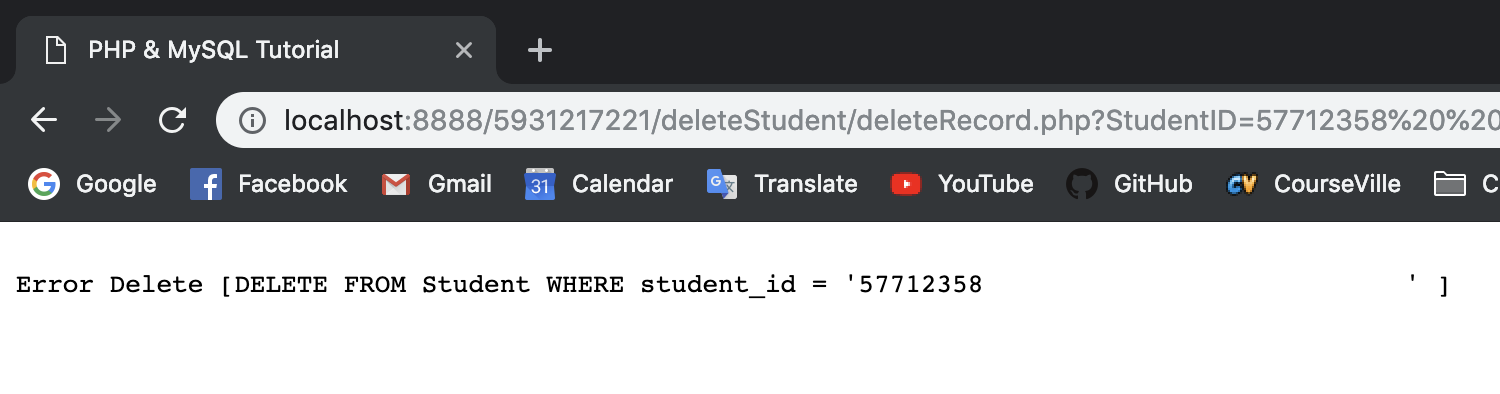 PHP & MySQL Tutorial
localhost:8888/5931217221/deleteStudent/deleteRecord.php?StudentID=57712358%20%20
Google Facebook Gmail 31 Calendar Translate YouTube GitHub CV CourseVille C
Error Delete [DELETE FROM Student WHERE student_id = '57712358                           ' ]